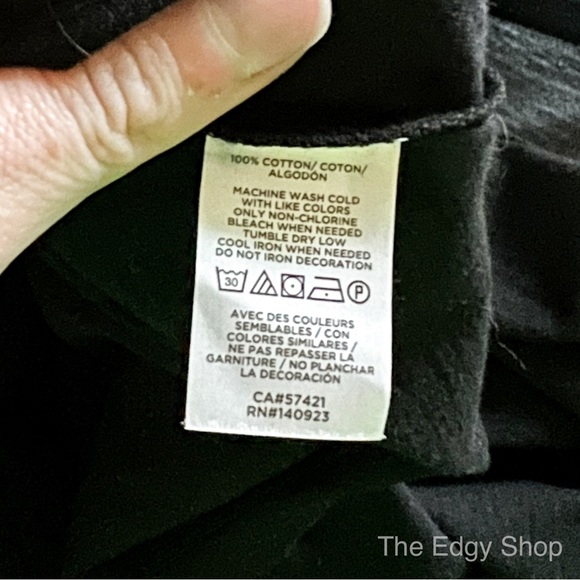 100% COTTON/ COTON/
ALGODÓN
MACHINE WASH COLD
WITH LIKE COLORS
ONLY NON-CHLORINE
BLEACH WHEN NEEDED
TUMBLE DRY LOW
COOL IRON WHEN NEEDED
DO NOT IRON DECORATION
30 P
AVEC DES COULEURS
SEMBLABLES / CON
COLORES SIMILARES /
NE PAS REPASSER LA
GARNITURE / NO PLANCHAR
LA DECORACIÓN
CA#57421
RN#140923
The Edgy Shop